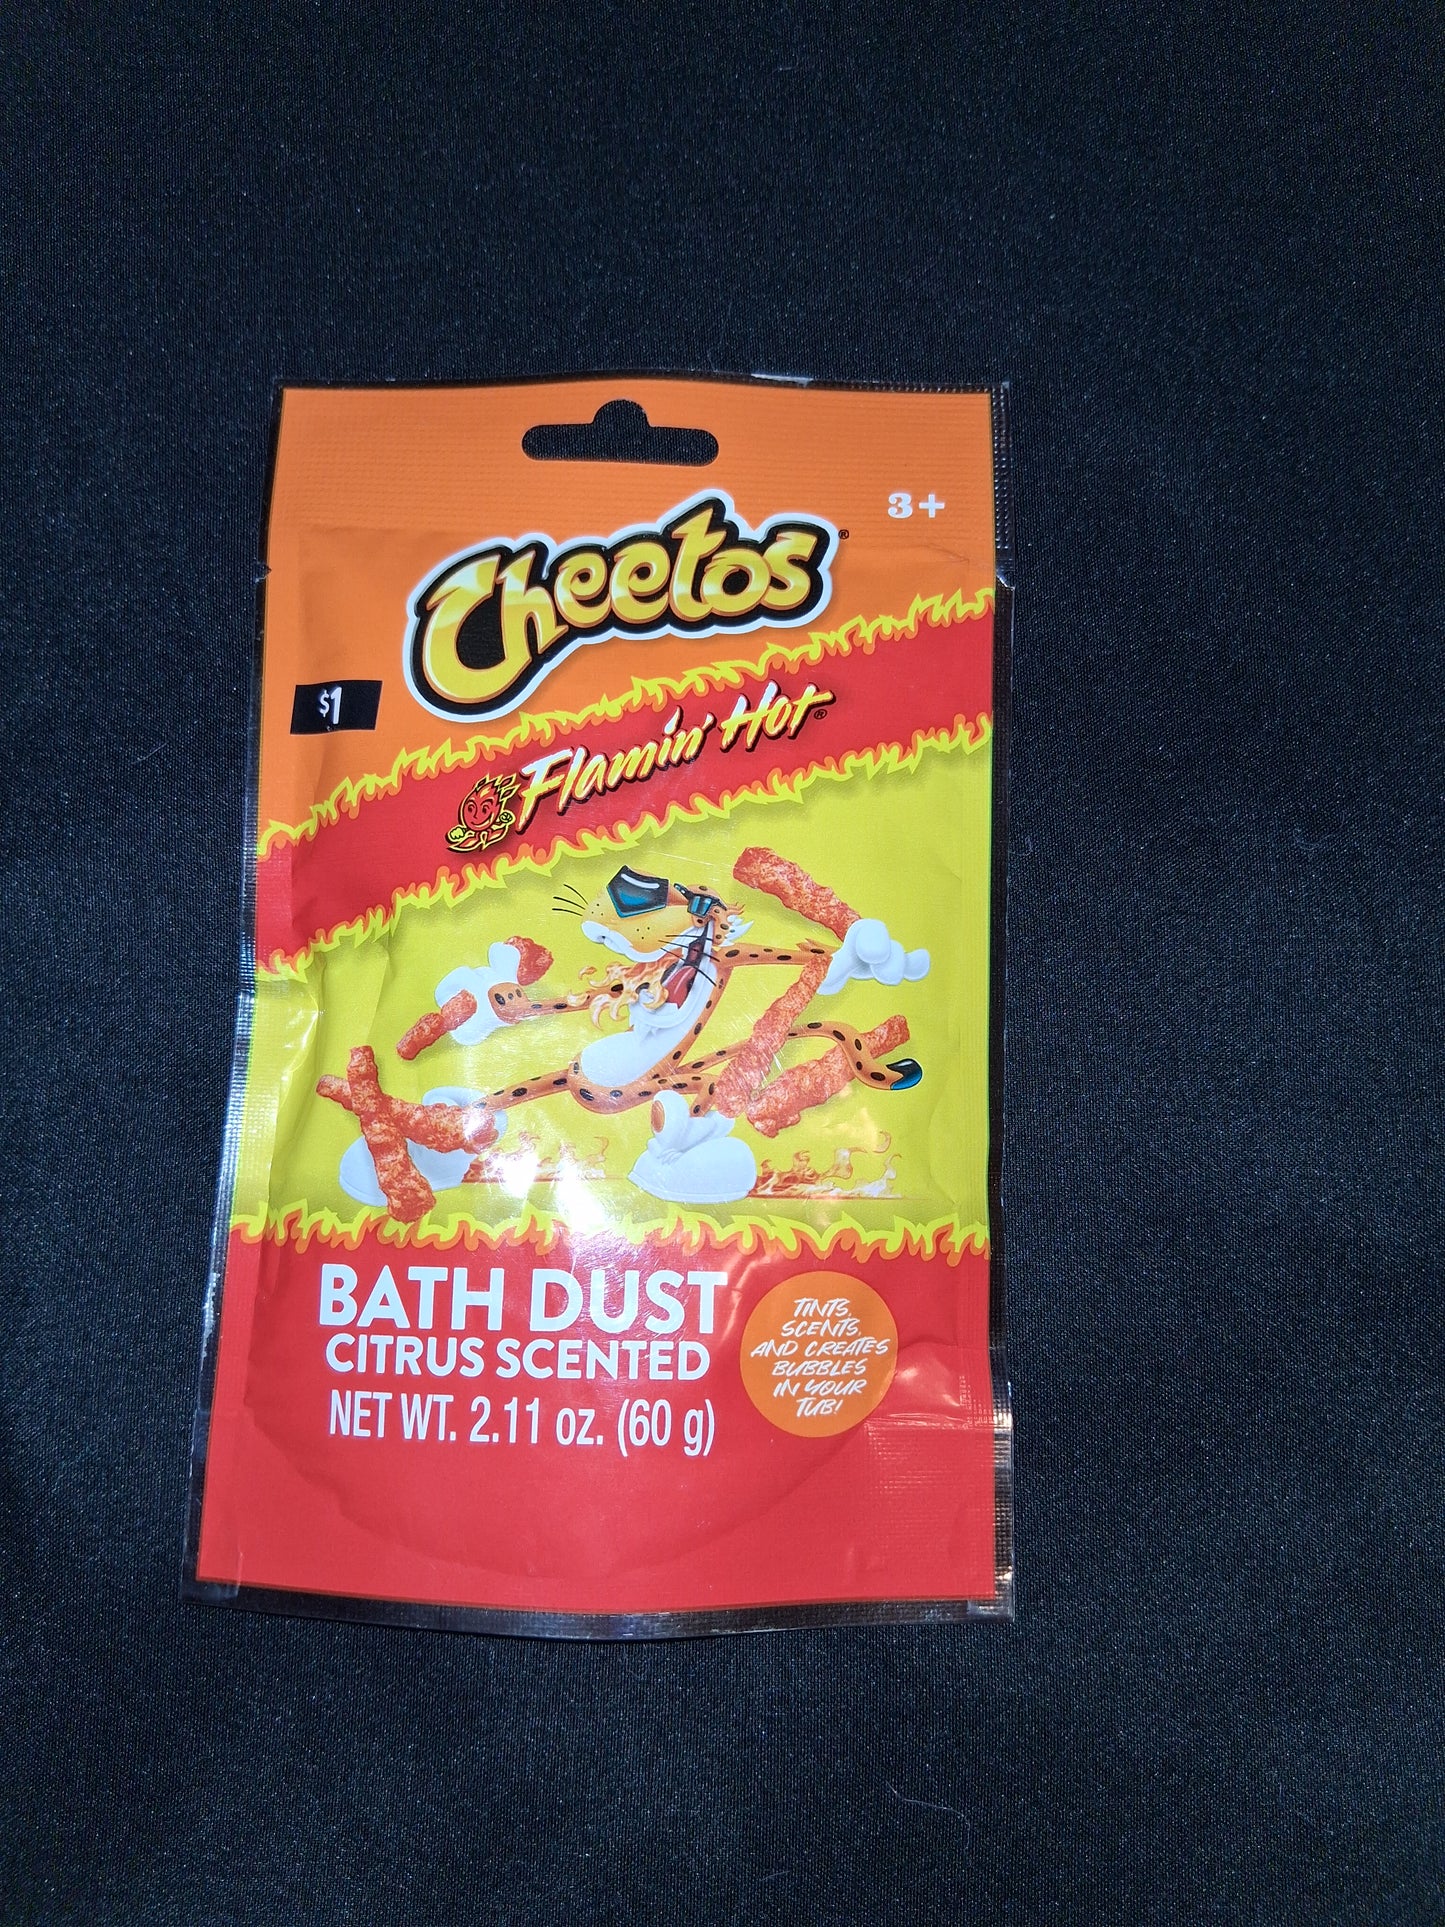 3+
Cheetos®
$1
Flamin' Hot®
BATH DUST
CITRUS SCENTED
NET WT. 2.11 oz. (60 g)
TINTS,
SCENTS,
AND CREATES
BUBBLES
IN YOUR
TUB!